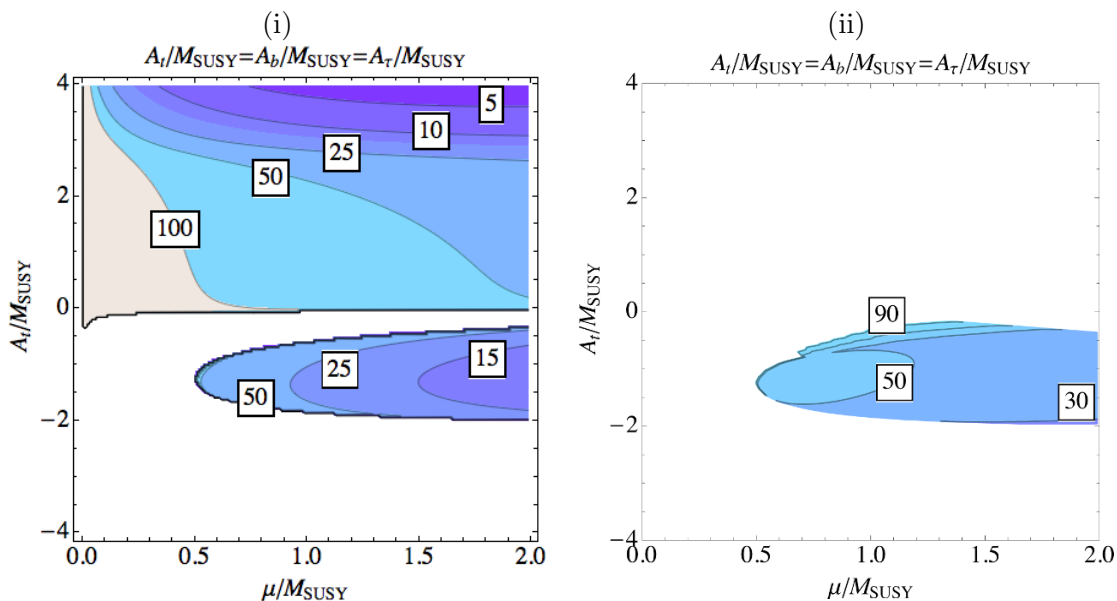 (i)
A_t/M_SUSY=A_b/M_SUSY=A_τ/M_SUSY
4
2
0
−2
−4
A_t/M_SUSY
5
10
25
50
100
15
25
50
0.0 0.5 1.0 1.5 2.0
μ/M_SUSY
(ii)
A_t/M_SUSY=A_b/M_SUSY=A_τ/M_SUSY
4
2
0
−2
−4
A_t/M_SUSY
90
50
30
0.0 0.5 1.0 1.5 2.0
μ/M_SUSY